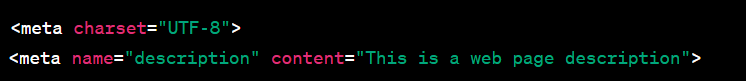 <meta charset="UTF-8">
<meta name="description" content="This is a web page description">